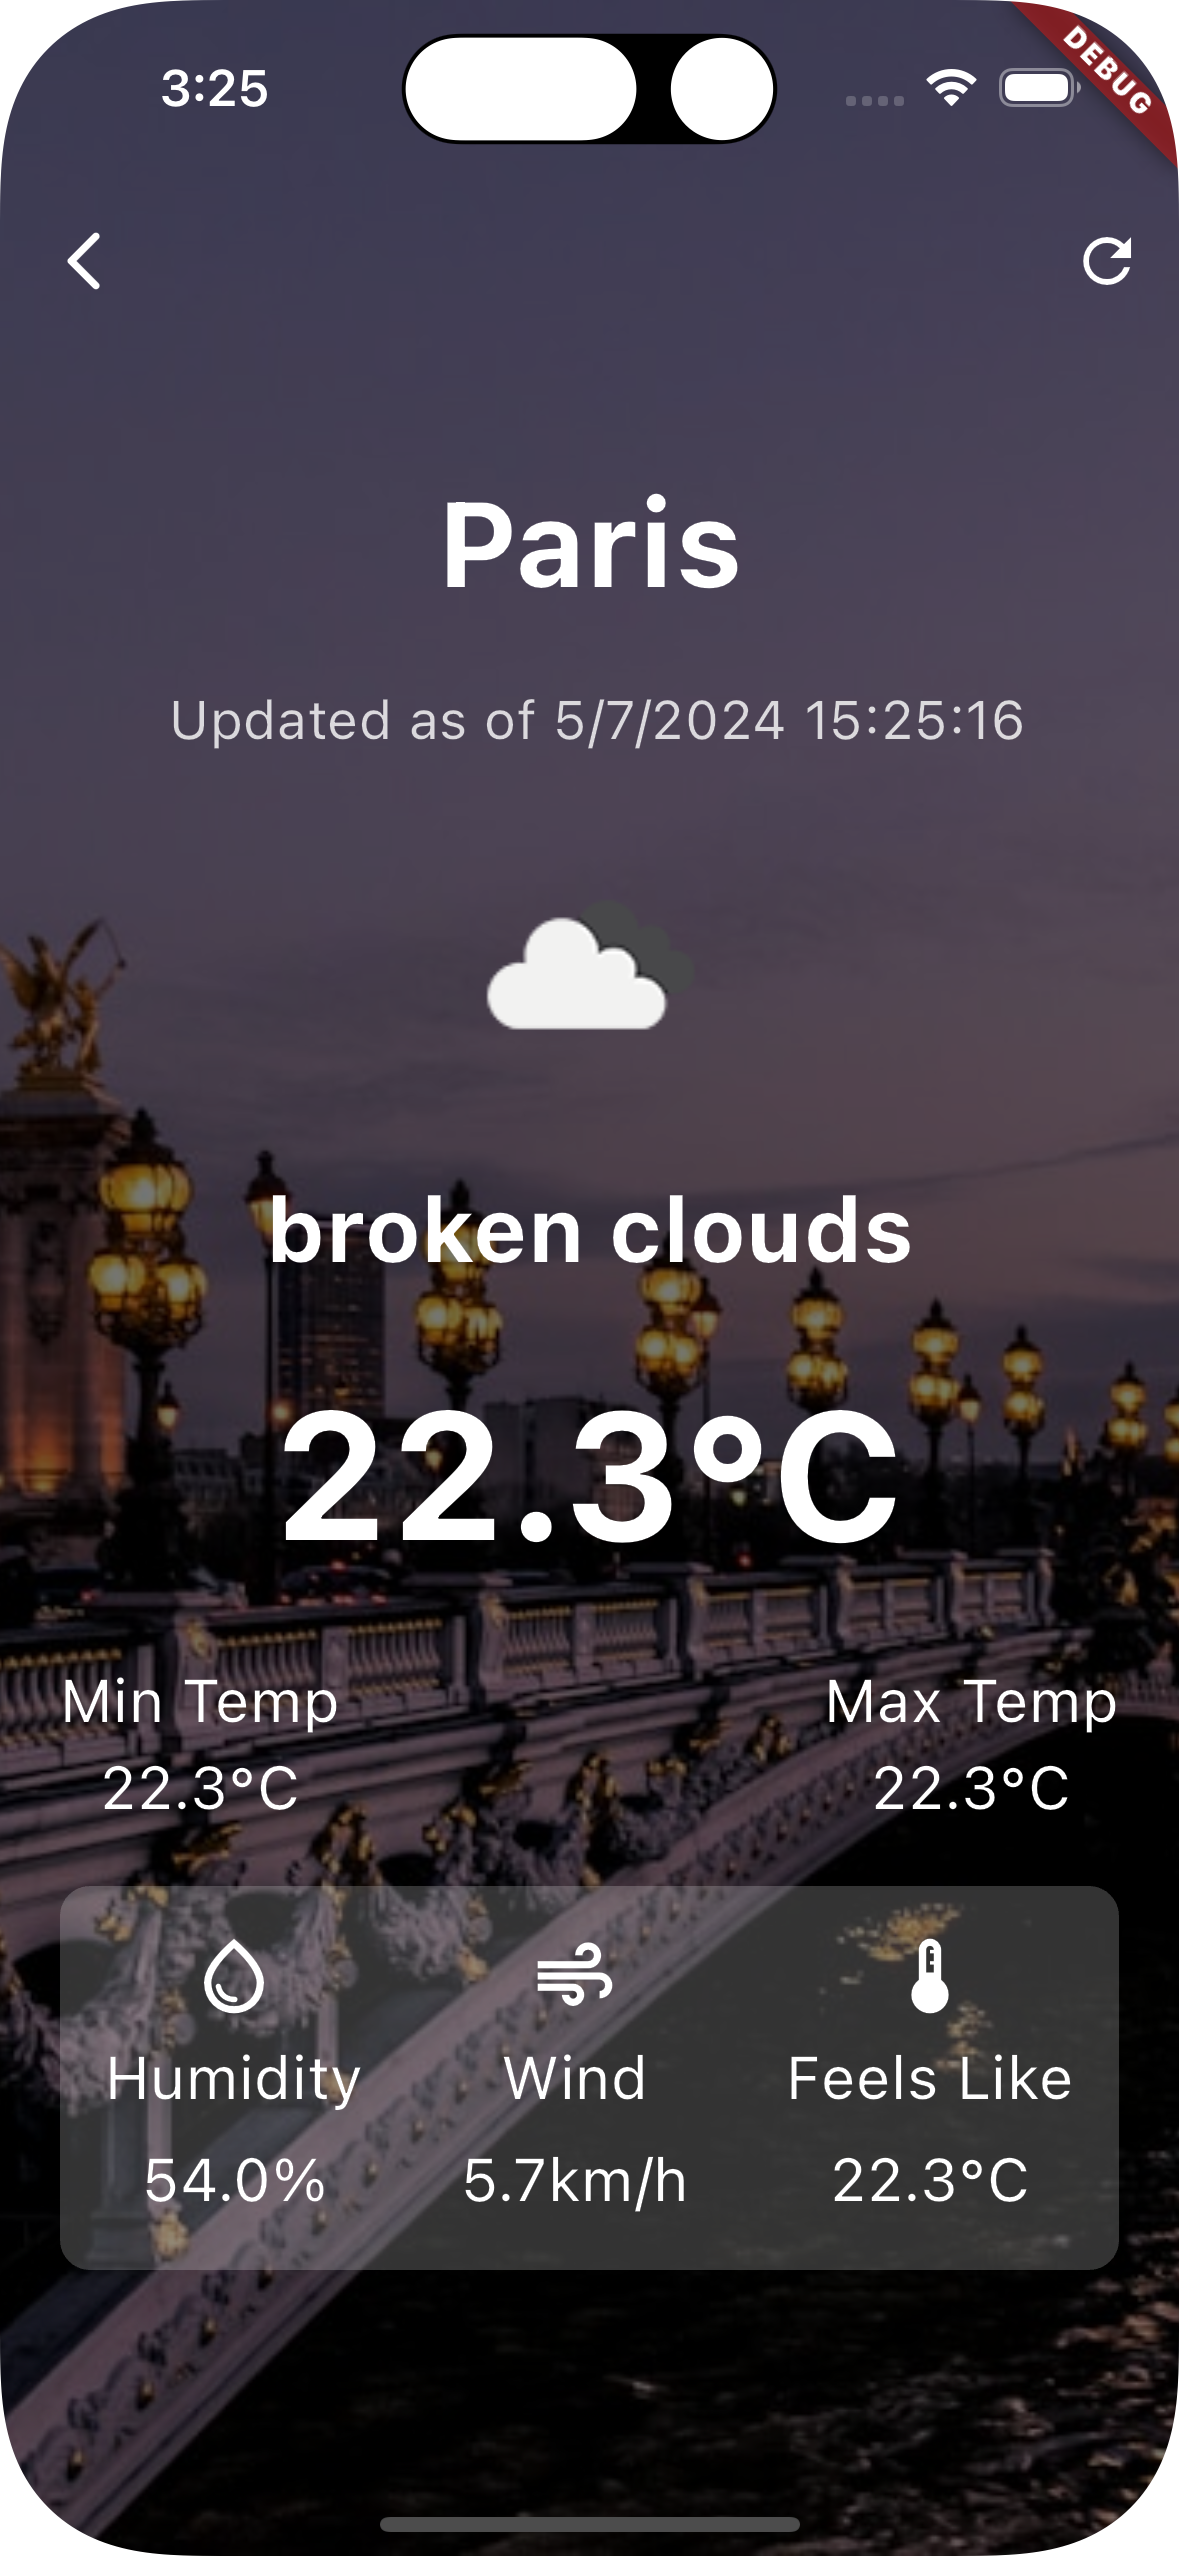 3:25
DEBUG
Paris
Updated as of 5/7/2024 15:25:16
broken clouds
22.3°C
Min Temp
Max Temp
22.3°C
22.3°C
Humidity
Wind
Feels Like
54.0%
5.7km/h
22.3°C